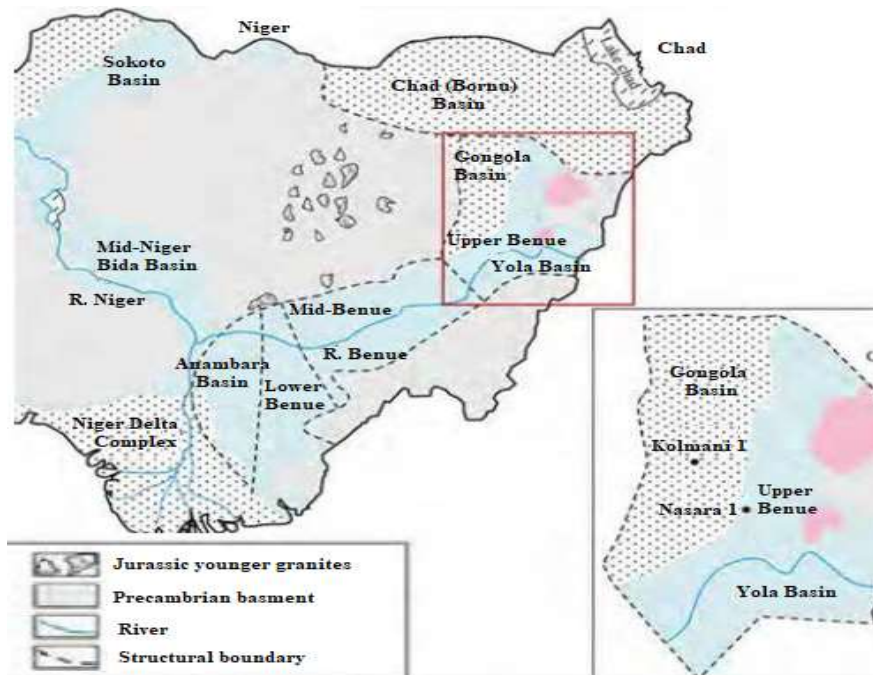 Niger
Sokoto
Basin
Chad
Lake chad
Chad (Bornu)
Basin
Gongola
Basin
Mid-Niger
Bida Basin
Upper Benue
Yola Basin
R. Niger
Mid-Benue
R. Benue
Anambara
Basin
Lower
Benue
Niger Delta
Complex
Gongola
Basin
Kolmani 1
Nasara 1
Upper
Benue
Yola Basin
Jurassic younger granites
Precambrian basment
River
Structural boundary